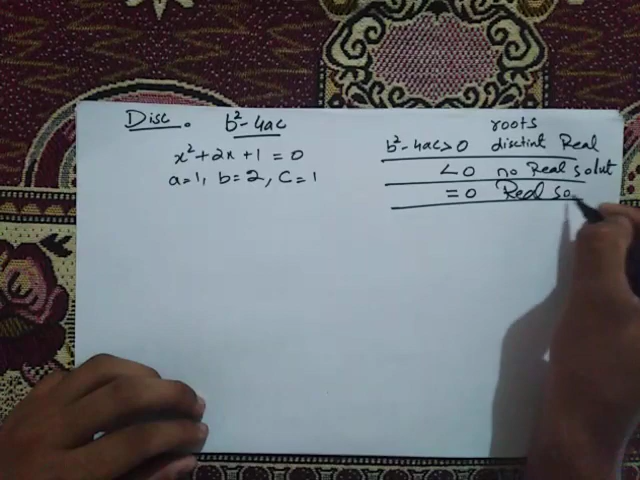 Disc. b² - 4ac
x² + 2x + 1 = 0
a=1, b=2, C=1
roots
b² - 4ac > 0 disctint Real
< 0 no Real solut
= 0 Real so